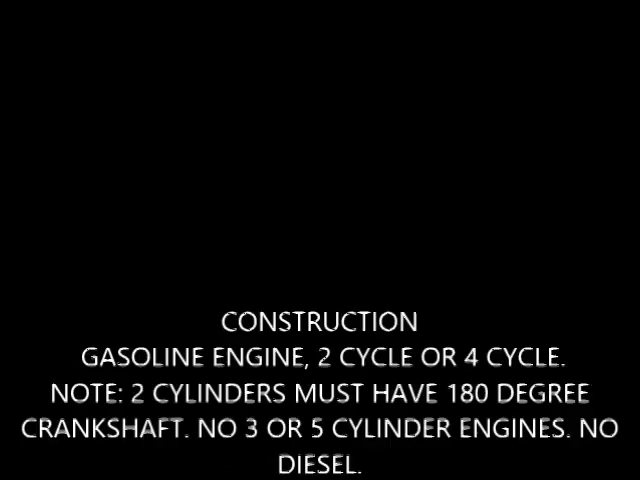 CONSTRUCTION
GASOLINE ENGINE, 2 CYCLE OR 4 CYCLE.
NOTE: 2 CYLINDERS MUST HAVE 180 DEGREE
CRANKSHAFT. NO 3 OR 5 CYLINDER ENGINES. NO
DIESEL.